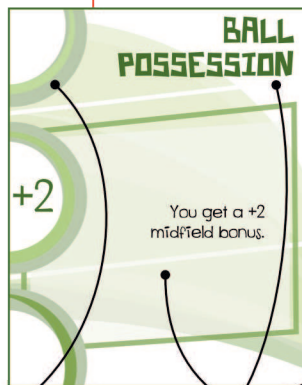 BALL
POSSESSION
+2
You get a +2
midfield bonus.